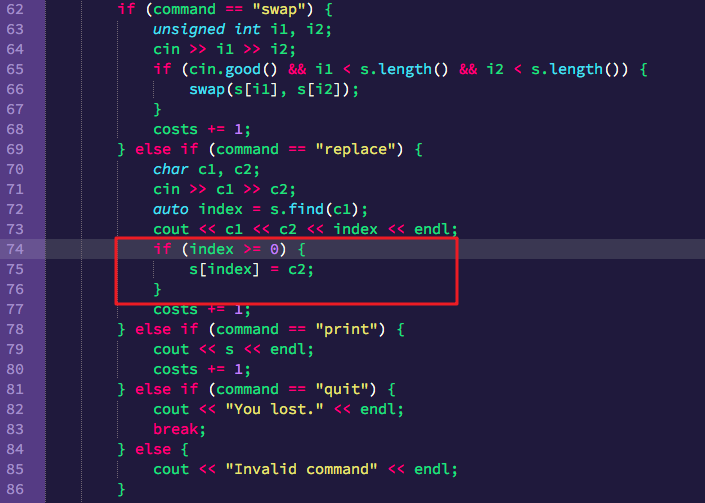 62 if (command == "swap") {
63 unsigned int i1, i2;
64 cin >> i1 >> i2;
65 if (cin.good() && i1 < s.length() && i2 < s.length()) {
66 swap(s[i1], s[i2]);
67 }
68 costs += 1;
69 } else if (command == "replace") {
70 char c1, c2;
71 cin >> c1 >> c2;
72 auto index = s.find(c1);
73 cout << c1 << c2 << index << endl;
74 if (index >= 0) {
75 s[index] = c2;
76 }
77 costs += 1;
78 } else if (command == "print") {
79 cout << s << endl;
80 costs += 1;
81 } else if (command == "quit") {
82 cout << "You lost." << endl;
83 break;
84 } else {
85 cout << "Invalid command" << endl;
86 }